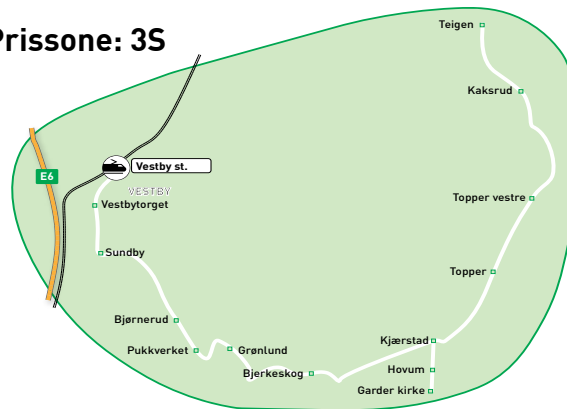 Prissone: 3S
Teigen
Kaksrud
E6
Vestby st.
VESTBY
Vestbytorget
Topper vestre
Sundby
Topper
Bjørnerud
Kjærstad
Pukkverket
Grønlund
Bjerkeskog
Hovum
Garder kirke